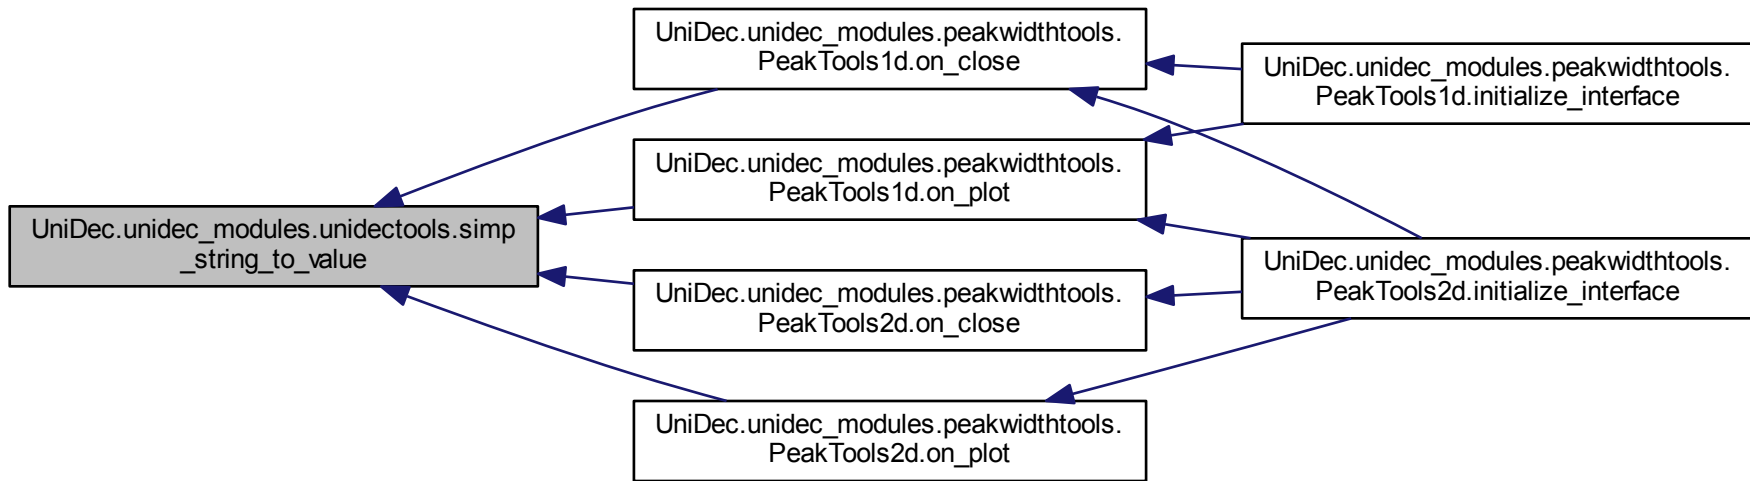 UniDec.unidec_modules.unidectools.simp
_string_to_value
UniDec.unidec_modules.peakwidthtools.
PeakTools1d.on_close
UniDec.unidec_modules.peakwidthtools.
PeakTools1d.on_plot
UniDec.unidec_modules.peakwidthtools.
PeakTools2d.on_close
UniDec.unidec_modules.peakwidthtools.
PeakTools2d.on_plot
UniDec.unidec_modules.peakwidthtools.
PeakTools1d.initialize_interface
UniDec.unidec_modules.peakwidthtools.
PeakTools2d.initialize_interface